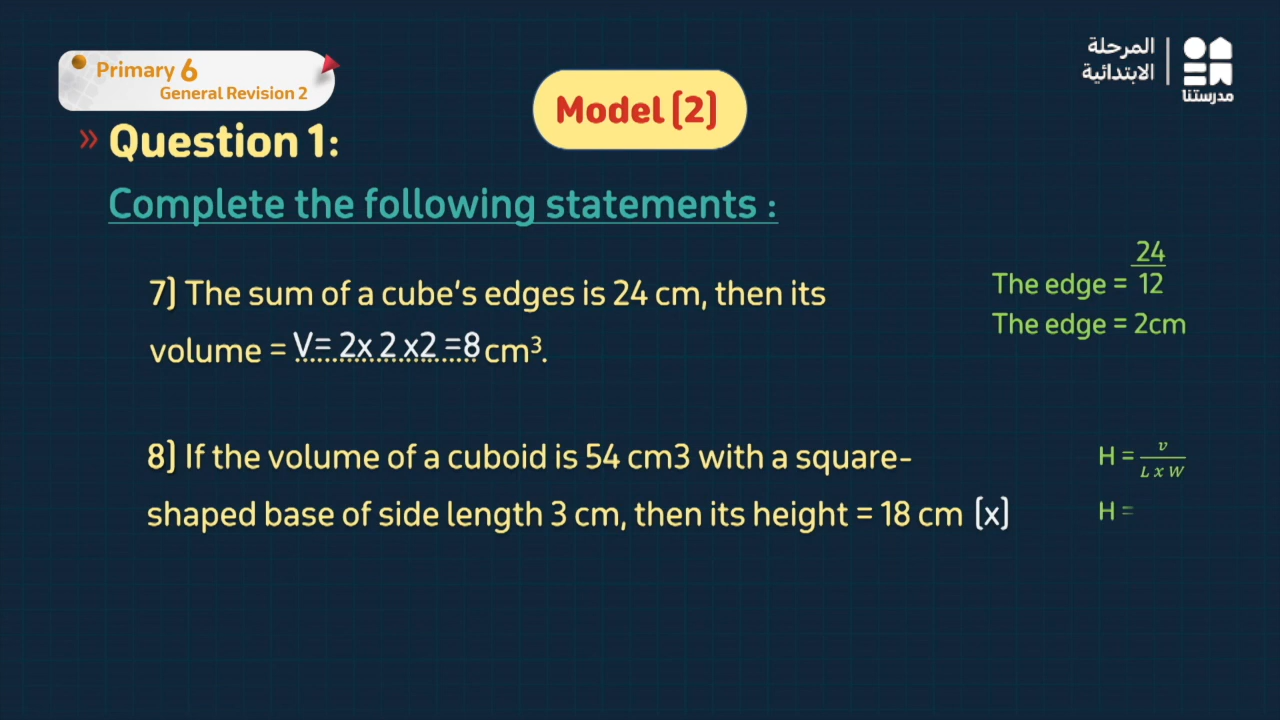 Primary 6
General Revision 2
Model (2)
المرحلة
الابتدائية
مدرستنا
» Question 1:
Complete the following statements :
7) The sum of a cube's edges is 24 cm, then its
volume = V= 2x 2 x2 =8 cm³.
24
The edge = 12
The edge = 2cm
8) If the volume of a cuboid is 54 cm3 with a square-
shaped base of side length 3 cm, then its height = 18 cm (x)
H = v
L x W
H =